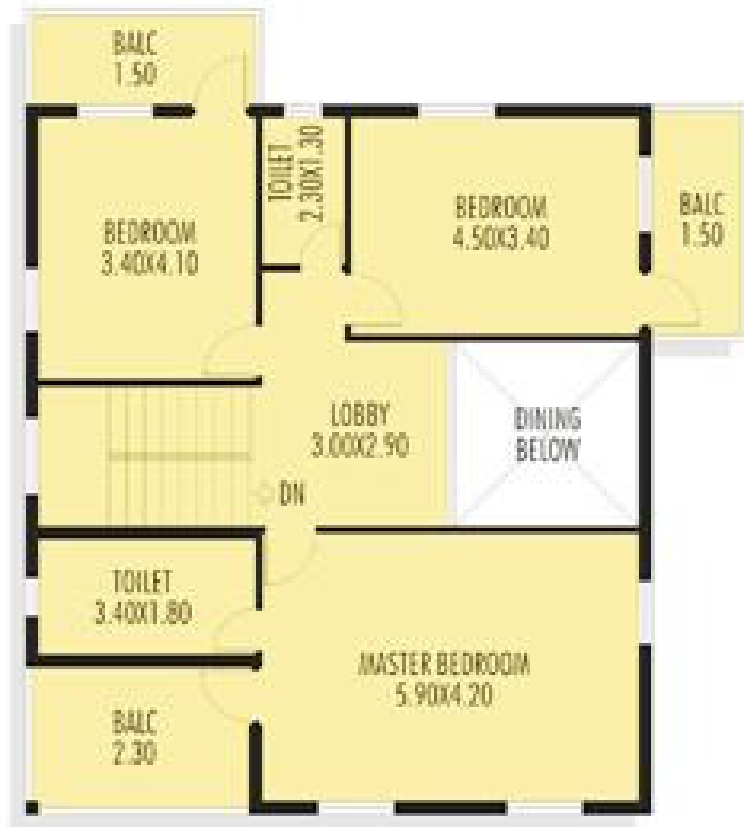 BALC
1.50
TOILET
2.30X1.30
BEDROOM
3.40X4.10
BEDROOM
4.50X3.40
BALC
1.50
LOBBY
3.00X2.90
DINING
BELOW
DN
TOILET
3.40X1.80
MASTER BEDROOM
5.90X4.20
BALC
2.30